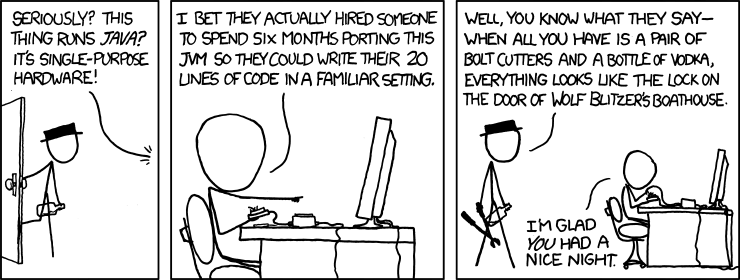 SERIOUSLY? THIS
THING RUNS JAVA?
IT'S SINGLE-PURPOSE
HARDWARE!
I BET THEY ACTUALLY HIRED SOMEONE
TO SPEND SIX MONTHS PORTING THIS
JVM SO THEY COULD WRITE THEIR 20
LINES OF CODE IN A FAMILIAR SETTING.
WELL, YOU KNOW WHAT THEY SAY—
WHEN ALL YOU HAVE IS A PAIR OF
BOLT CUTTERS AND A BOTTLE OF VODKA,
EVERYTHING LOOKS LIKE THE LOCK ON
THE DOOR OF WOLF BLITZER'S BOATHOUSE.
I'M GLAD
YOU HAD A
NICE NIGHT.